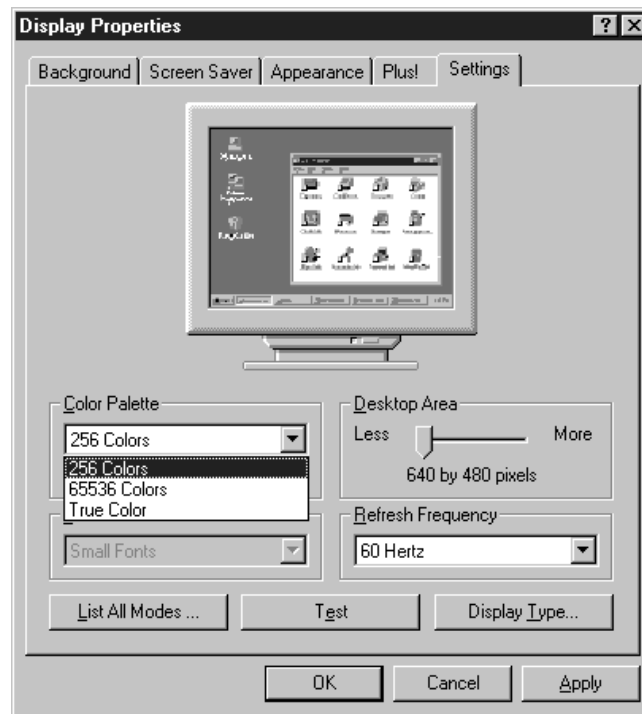 Display Properties
Background Screen Saver Appearance Plus! Settings
Color Palette
256 Colors
256 Colors
65536 Colors
True Color
Small Fonts
Desktop Area
Less More
640 by 480 pixels
Refresh Frequency
60 Hertz
List All Modes ... Test Display Type...
OK Cancel Apply